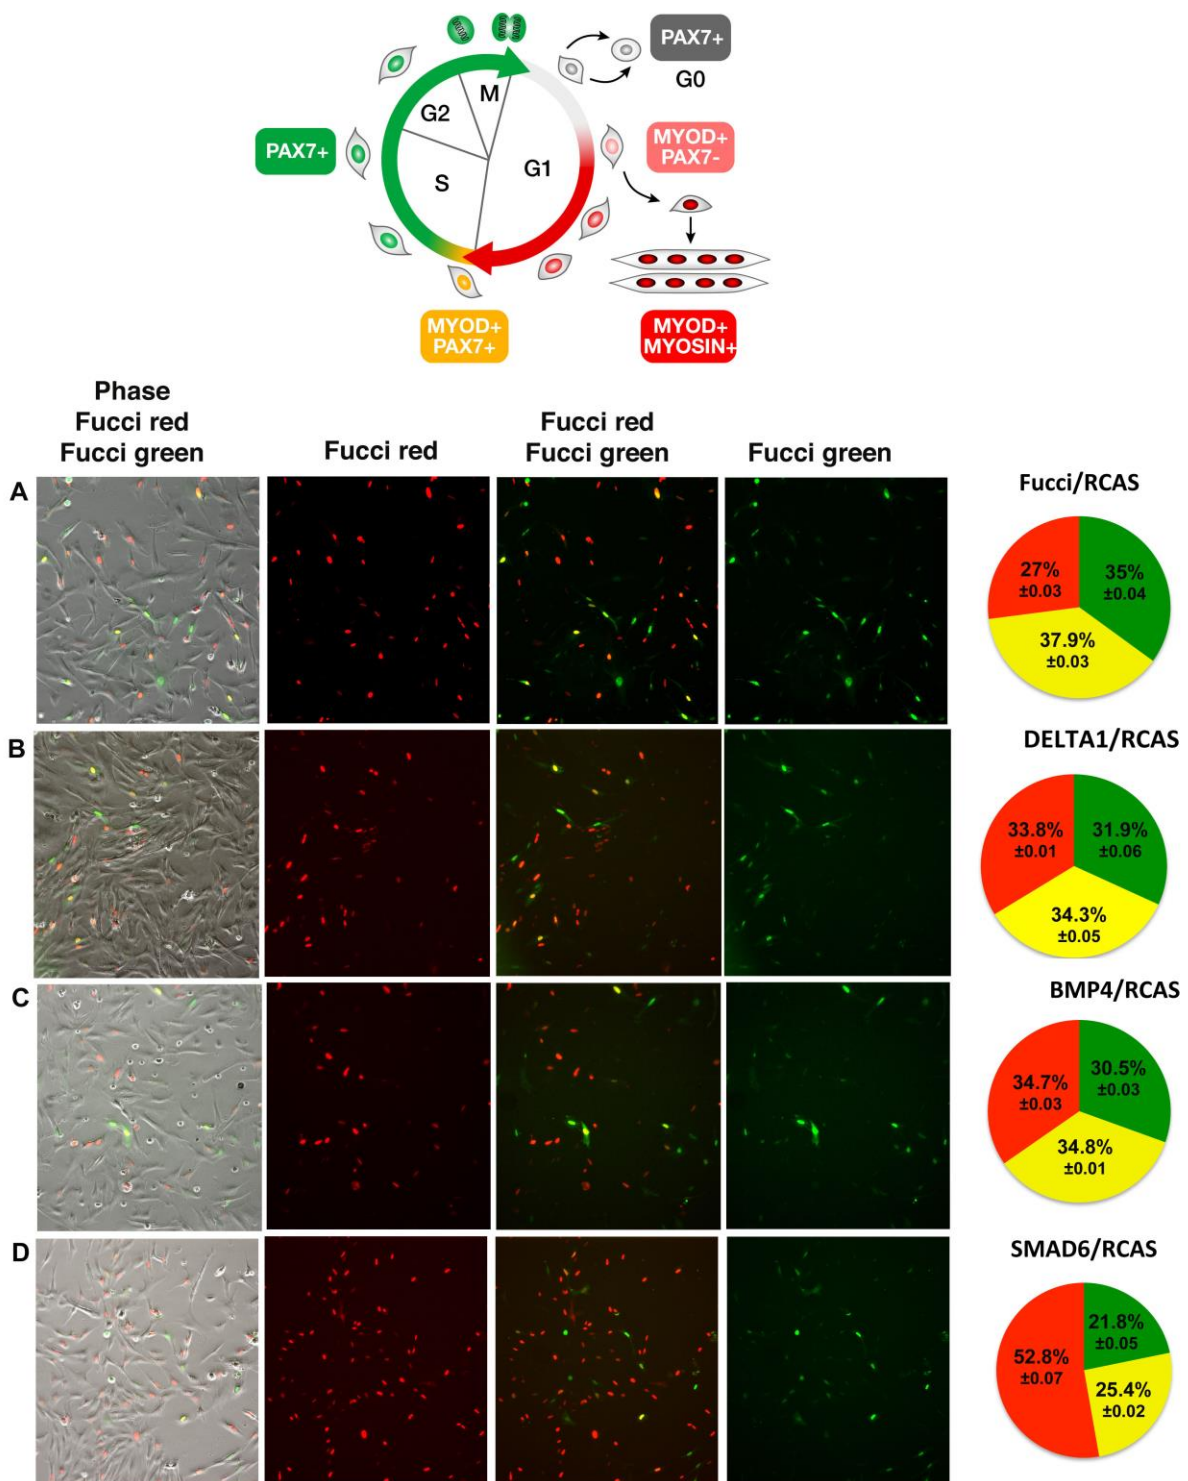 PAX7+
G0
M
G2
G1
S
PAX7+
MYOD+
PAX7-
MYOD+
PAX7+
MYOD+
MYOSIN+
Phase
Fucci red
Fucci green
Fucci red
Fucci red
Fucci green
Fucci green
A
Fucci/RCAS
27%
±0.03
35%
±0.04
37.9%
±0.03
B
DELTA1/RCAS
33.8%
±0.01
31.9%
±0.06
34.3%
±0.05
C
BMP4/RCAS
34.7%
±0.03
30.5%
±0.03
34.8%
±0.01
D
SMAD6/RCAS
52.8%
±0.07
21.8%
±0.05
25.4%
±0.02